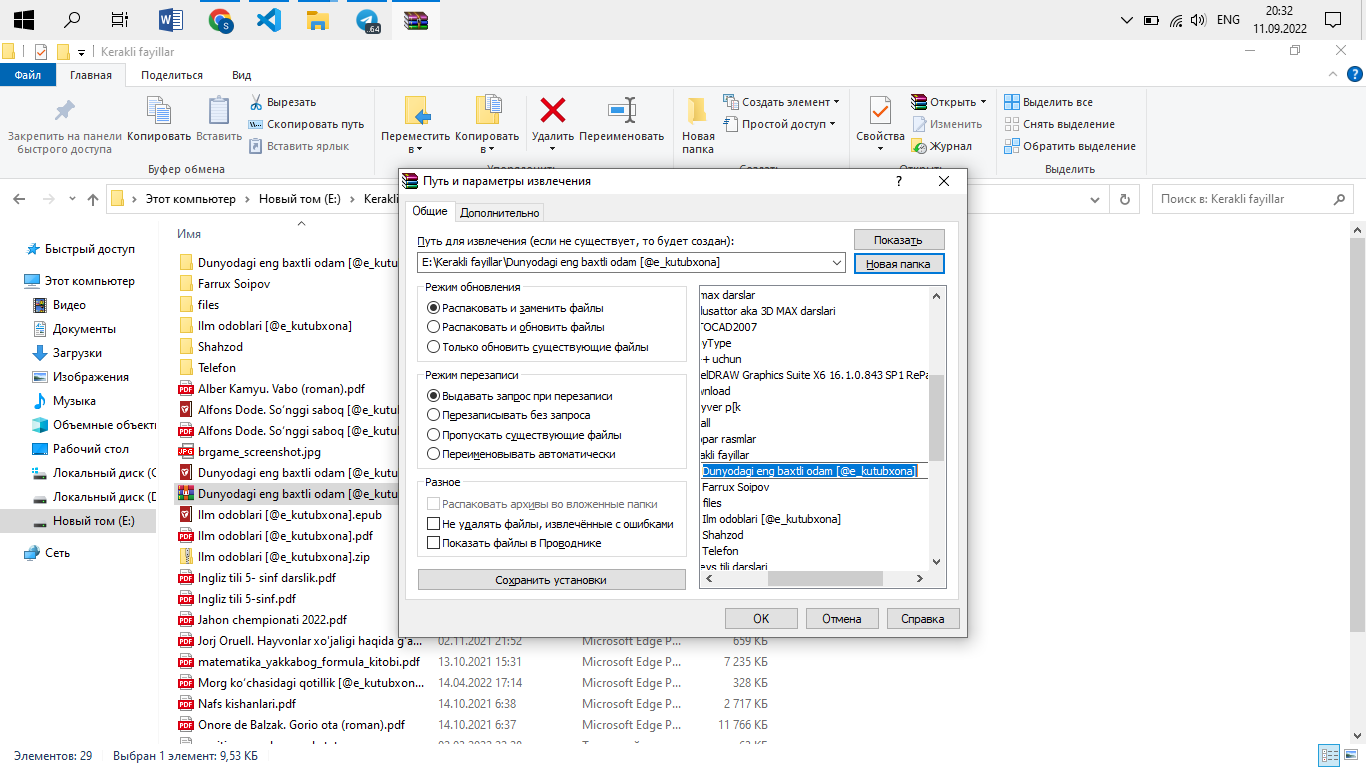 20:32
ENG
11.09.2022
Kerakli fayillar
Файл Главная Поделиться Вид
Закрепить на панели быстрого доступа
Копировать
Вставить
Вырезать
Скопировать путь
Вставить ярлык
Буфер обмена
Переместить в
Копировать в
Удалить
Переименовать
Новая папка
Создать элемент
Простой доступ
Свойства
Открыть
Изменить
Журнал
Выделить все
Снять выделение
Обратить выделение
Выделить
Этот компьютер > Новый том (E:) > Kerakli
Поиск в: Kerakli fayillar
Быстрый доступ
Этот компьютер
Видео
Документы
Загрузки
Изображения
Музыка
Объемные объекты
Рабочий стол
Локальный диск (C
Локальный диск (D
Новый том (E:)
Сеть
Имя
Dunyodagi eng baxtli odam [@e_kutu
Farrux Soipov
files
Ilm odoblari [@e_kutubxona]
Shahzod
Telefon
Alber Kamyu. Vabo (roman).pdf
Alfons Dode. So‘nggi saboq [@e_kutu
Alfons Dode. So‘nggi saboq [@e_kutu
brgame_screenshot.jpg
Dunyodagi eng baxtli odam [@e_kutu
Dunyodagi eng baxtli odam [@e_kutu
Ilm odoblari [@e_kutubxona].epub
Ilm odoblari [@e_kutubxona].pdf
Ilm odoblari [@e_kutubxona].zip
Ingliz tili 5- sinf darslik.pdf
Ingliz tili 5-sinf.pdf
Jahon chempionati 2022.pdf
Jorj Oruell. Hayvonlar xo'jaligi haqida g'a... 02.11.2021 21:52 Microsoft Edge P... 659 КБ
matematika_yakkabog_formula_kitobi.pdf 13.10.2021 15:31 Microsoft Edge P... 7 235 КБ
Morg ko‘chasidagi qotillik [@e_kutubxon... 14.04.2022 17:14 Microsoft Edge P... 328 КБ
Nafs kishanlari.pdf 14.10.2021 6:38 Microsoft Edge P... 2 717 КБ
Onore de Balzak. Gorio ota (roman).pdf 14.10.2021 6:37 Microsoft Edge P... 11 766 КБ
Элементов: 29 Выбран 1 элемент: 9,53 КБ
Путь и параметры извлечения
Общие Дополнительно
Путь для извлечения (если не существует, то будет создан):
E:\Kerakli fayillar\Dunyodagi eng baxtli odam [@e_kutubxona]
Показать
Новая папка
Режим обновления
Распаковать и заменить файлы
Распаковать и обновить файлы
Только обновить существующие файлы
Режим перезаписи
Выдавать запрос при перезаписи
Перезаписывать без запроса
Пропускать существующие файлы
Переименовывать автоматически
Разное
Распаковать архивы во вложенные папки
Не удалять файлы, извлечённые с ошибками
Показать файлы в Проводнике
Сохранить установки
max darslar
lusattor aka 3D MAX darslari
TOCAD2007
yType
+ uchun
elDRAW Graphics Suite X6 16.1.0.843 SP1 RePa
wnload
yver p[k
all
par rasmlar
akli fayillar
Dunyodagi eng baxtli odam [@e_kutubxona]
Farrux Soipov
files
Ilm odoblari [@e_kutubxona]
Shahzod
Telefon
eys tili darslari
OK
Отмена
Справка